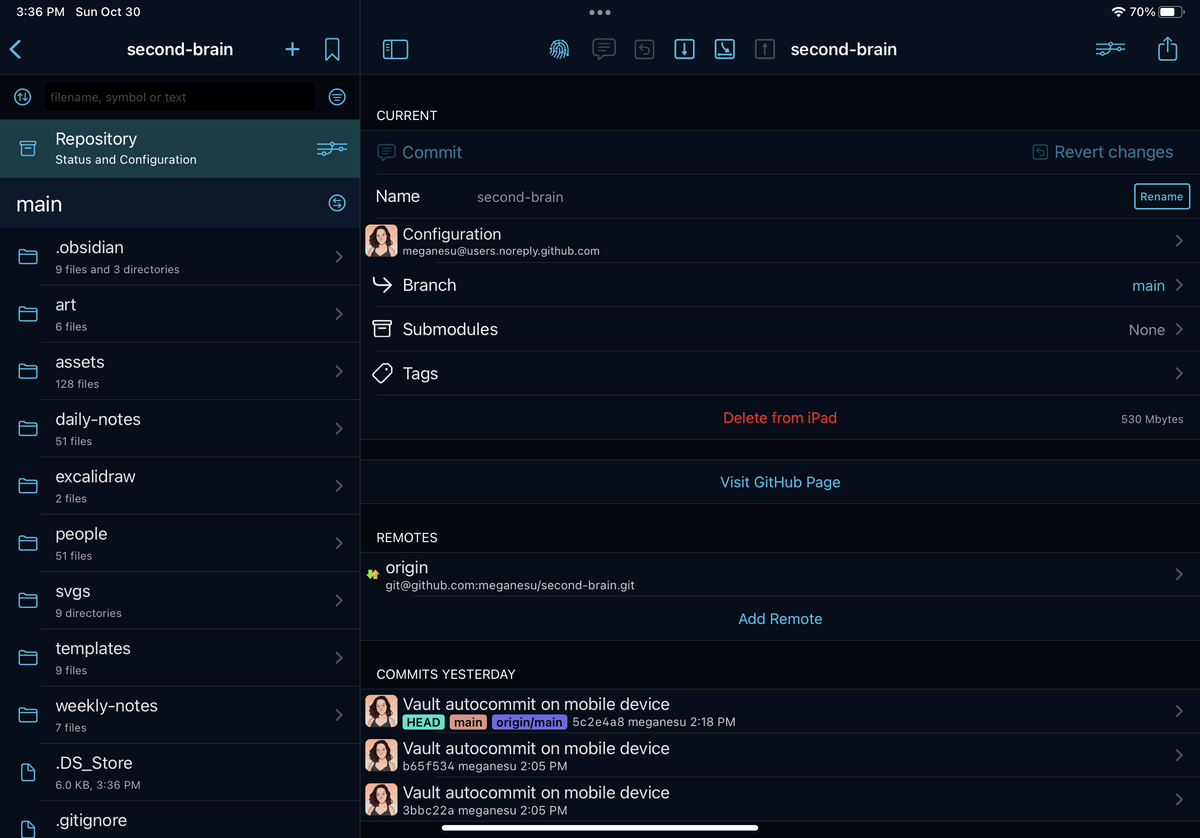 3:36 PM Sun Oct 30
70%
second-brain
filename, symbol or text
Repository
Status and Configuration
main
.obsidian
9 files and 3 directories
art
6 files
assets
128 files
daily-notes
51 files
excalidraw
2 files
people
51 files
svgs
9 directories
templates
9 files
weekly-notes
7 files
.DS_Store
6.0 KB, 3:36 PM
.gitignore
second-brain
CURRENT
Commit
Revert changes
Name second-brain
Rename
Configuration
meganesu@users.noreply.github.com
Branch
main
Submodules
None
Tags
Delete from iPad
530 Mbytes
Visit GitHub Page
REMOTES
origin
git@github.com:meganesu/second-brain.git
Add Remote
COMMITS YESTERDAY
Vault autocommit on mobile device
HEAD main origin/main 5c2e4a8 meganesu 2:18 PM
Vault autocommit on mobile device
b65f534 meganesu 2:05 PM
Vault autocommit on mobile device
3bbc22a meganesu 2:05 PM